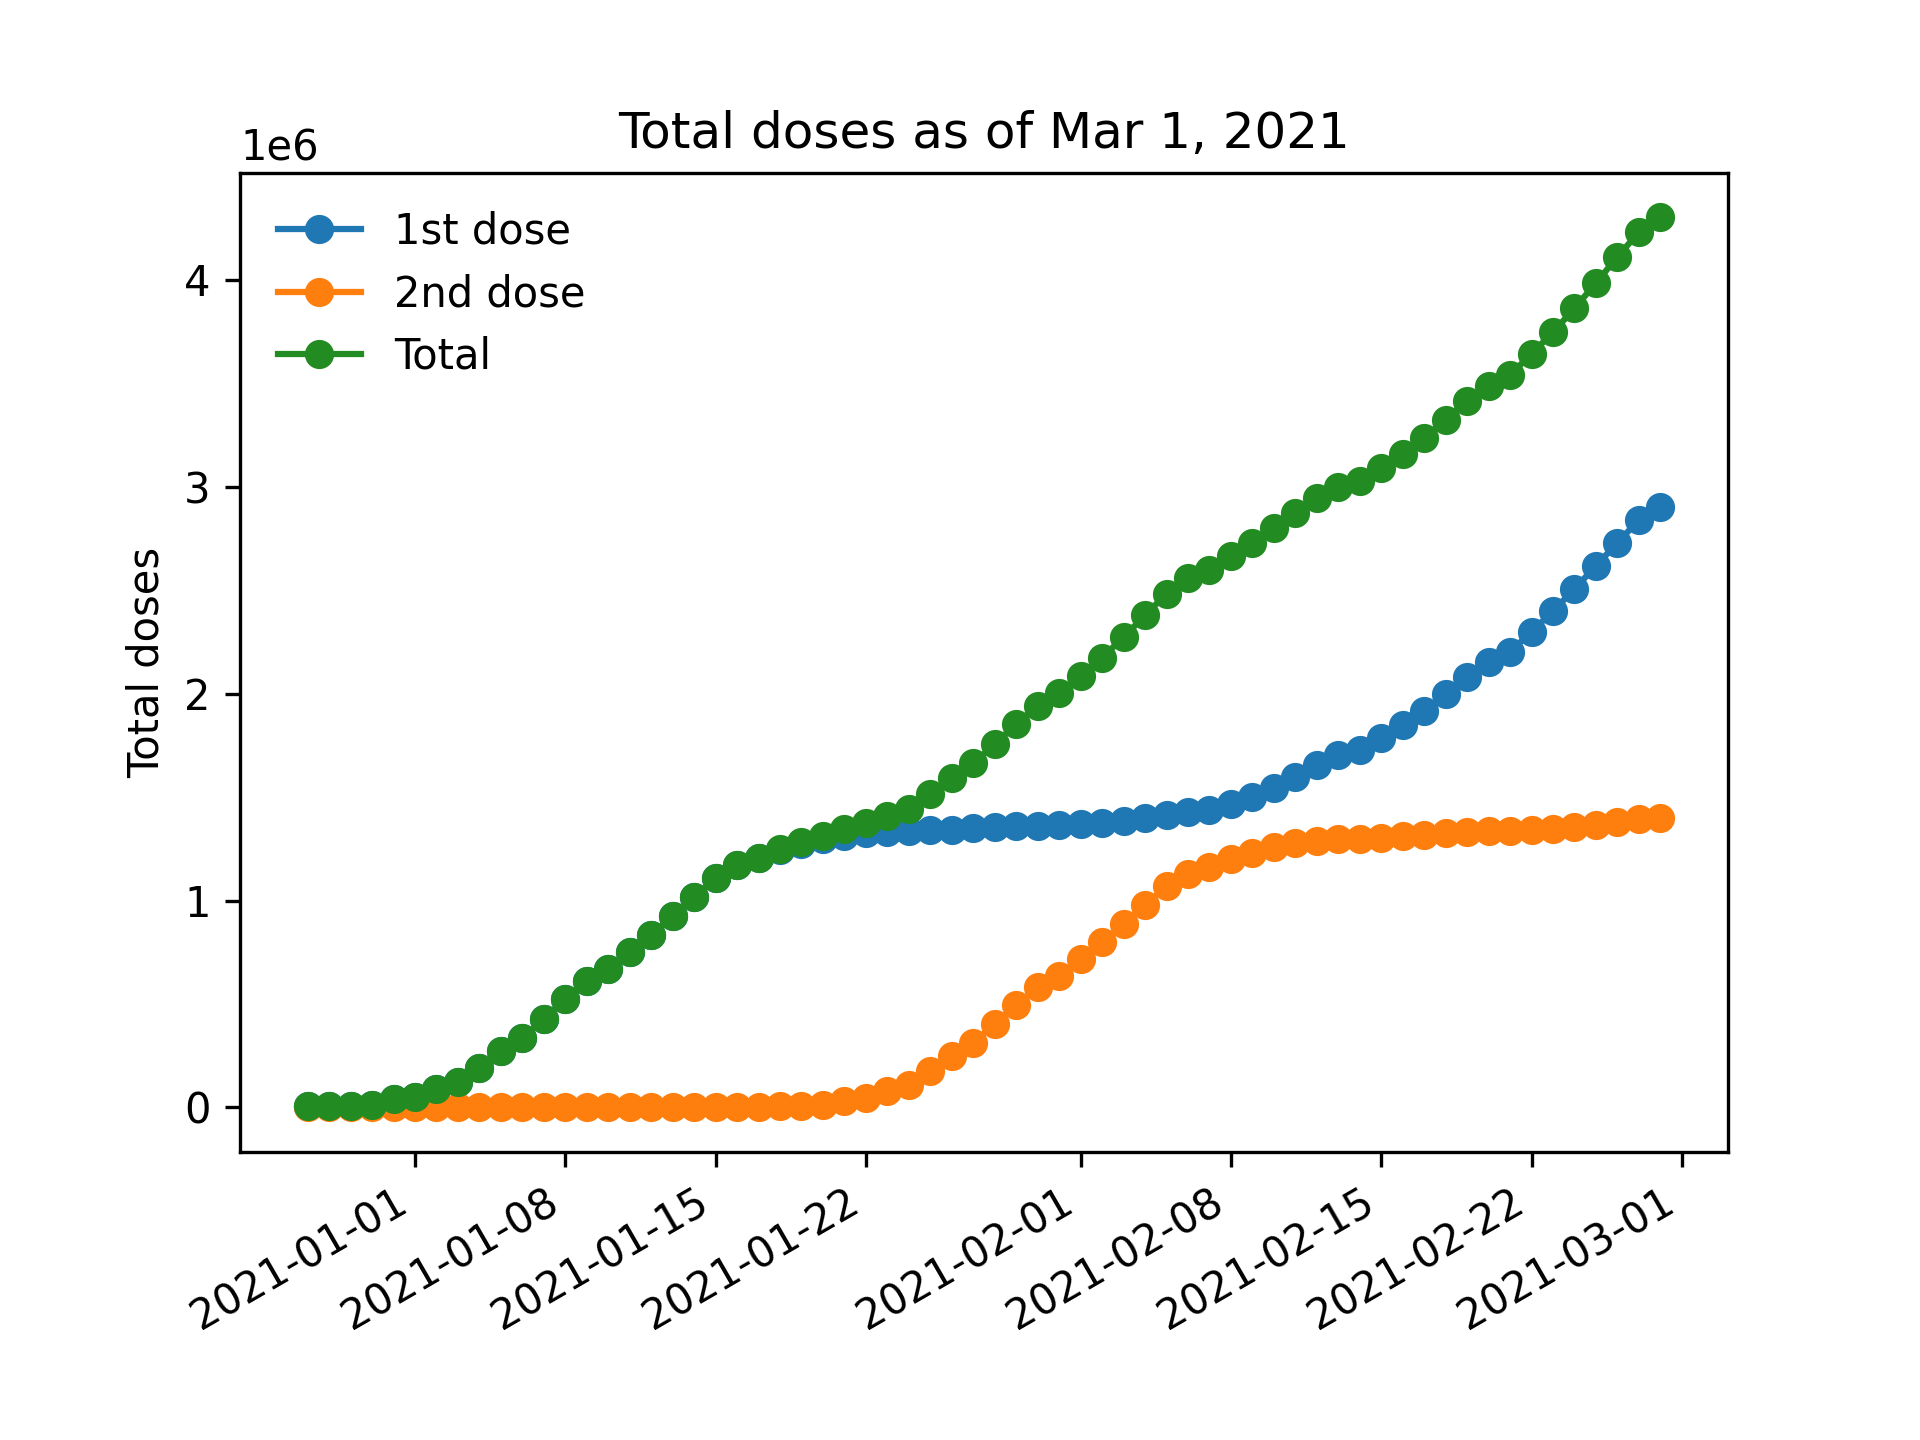 Total doses as of Mar 1, 2021
1e6
1st dose
2nd dose
Total
4
3
2
1
0
Total doses
2021-01-01
2021-01-08
2021-01-15
2021-01-22
2021-02-01
2021-02-08
2021-02-15
2021-02-22
2021-03-01